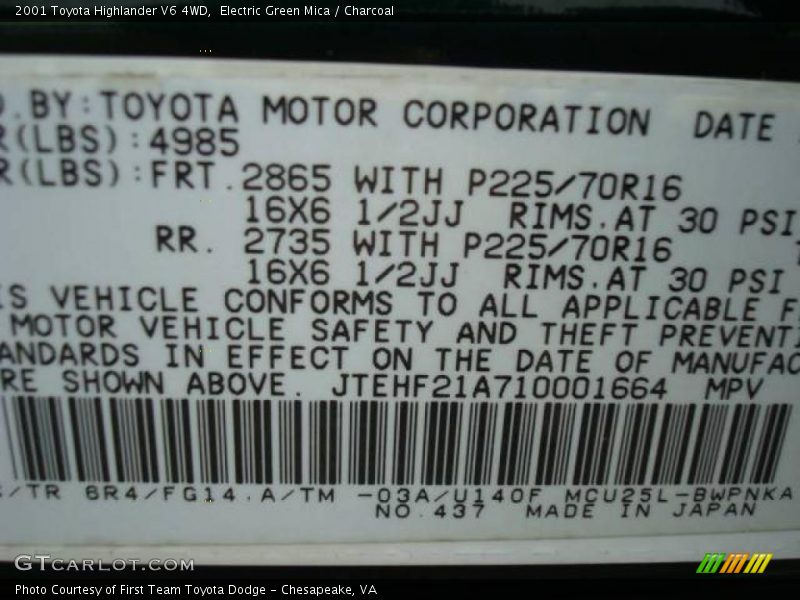 2001 Toyota Highlander V6 4WD, Electric Green Mica / Charcoal
.BY:TOYOTA MOTOR CORPORATION DATE
R(LBS):4985
R(LBS):FRT.2865 WITH P225/70R16
16X6 1/2JJ RIMS.AT 30 PSI
RR. 2735 WITH P225/70R16
16X6 1/2JJ RIMS.AT 30 PSI
IS VEHICLE CONFORMS TO ALL APPLICABLE F
MOTOR VEHICLE SAFETY AND THEFT PREVENTI
ANDARDS IN EFFECT ON THE DATE OF MANUFAC
RE SHOWN ABOVE. JTEHF21A710001664 MPV
/TR 6R4/FG14.A/TM -03A/U140F MCU25L-BWPNKA
NO.437 MADE IN JAPAN
GTCARLOT.COM
Photo Courtesy of First Team Toyota Dodge - Chesapeake, VA